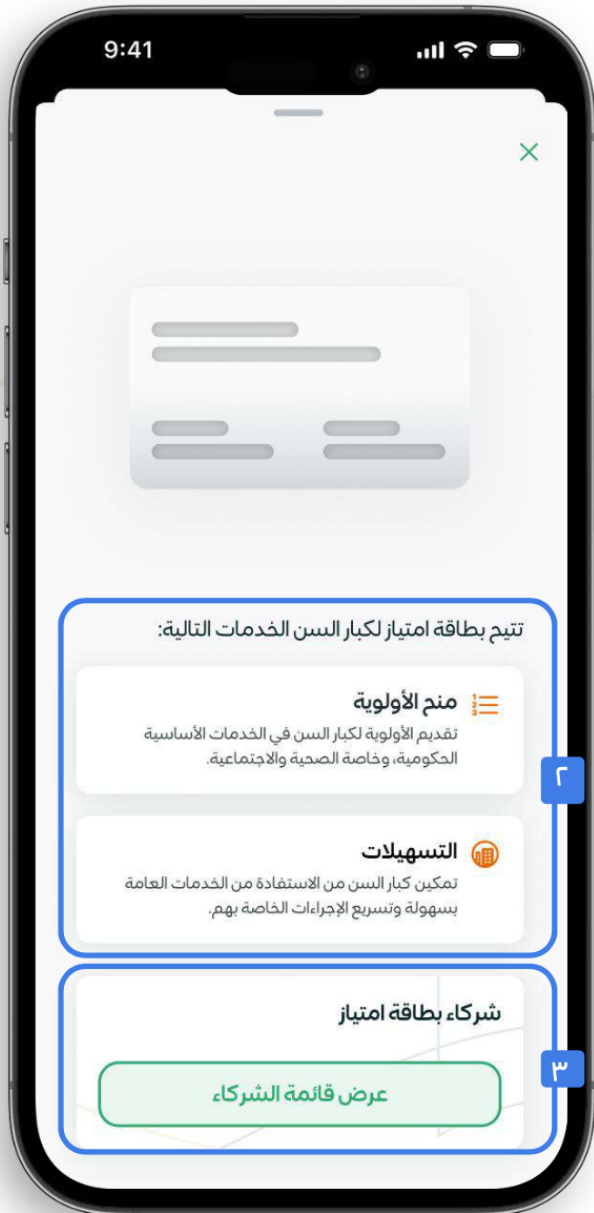 9:41
تتيح بطاقة امتياز لكبار السن الخدمات التالية:
منح الأولوية
تقديم الأولوية لكبار السن في الخدمات الأساسية
الحكومية، وخاصة الصحية والاجتماعية.
٢
التسهيلات
تمكين كبار السن من الاستفادة من الخدمات العامة
بسهولة وتسريع الإجراءات الخاصة بهم.
شركاء بطاقة امتياز
٣
عرض قائمة الشركاء